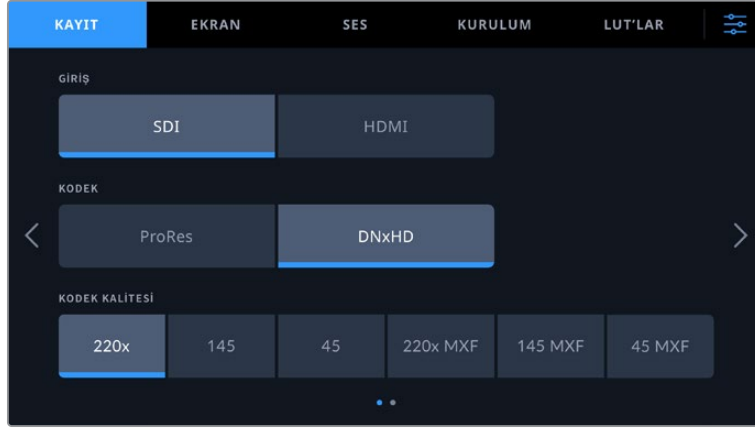 KAYIT EKRAN SES KURULUM LUT'LAR
GİRİŞ
SDI HDMI
KODEK
ProRes DNxHD
KODEK KALİTESİ
220x 145 45 220x MXF 145 MXF 45 MXF